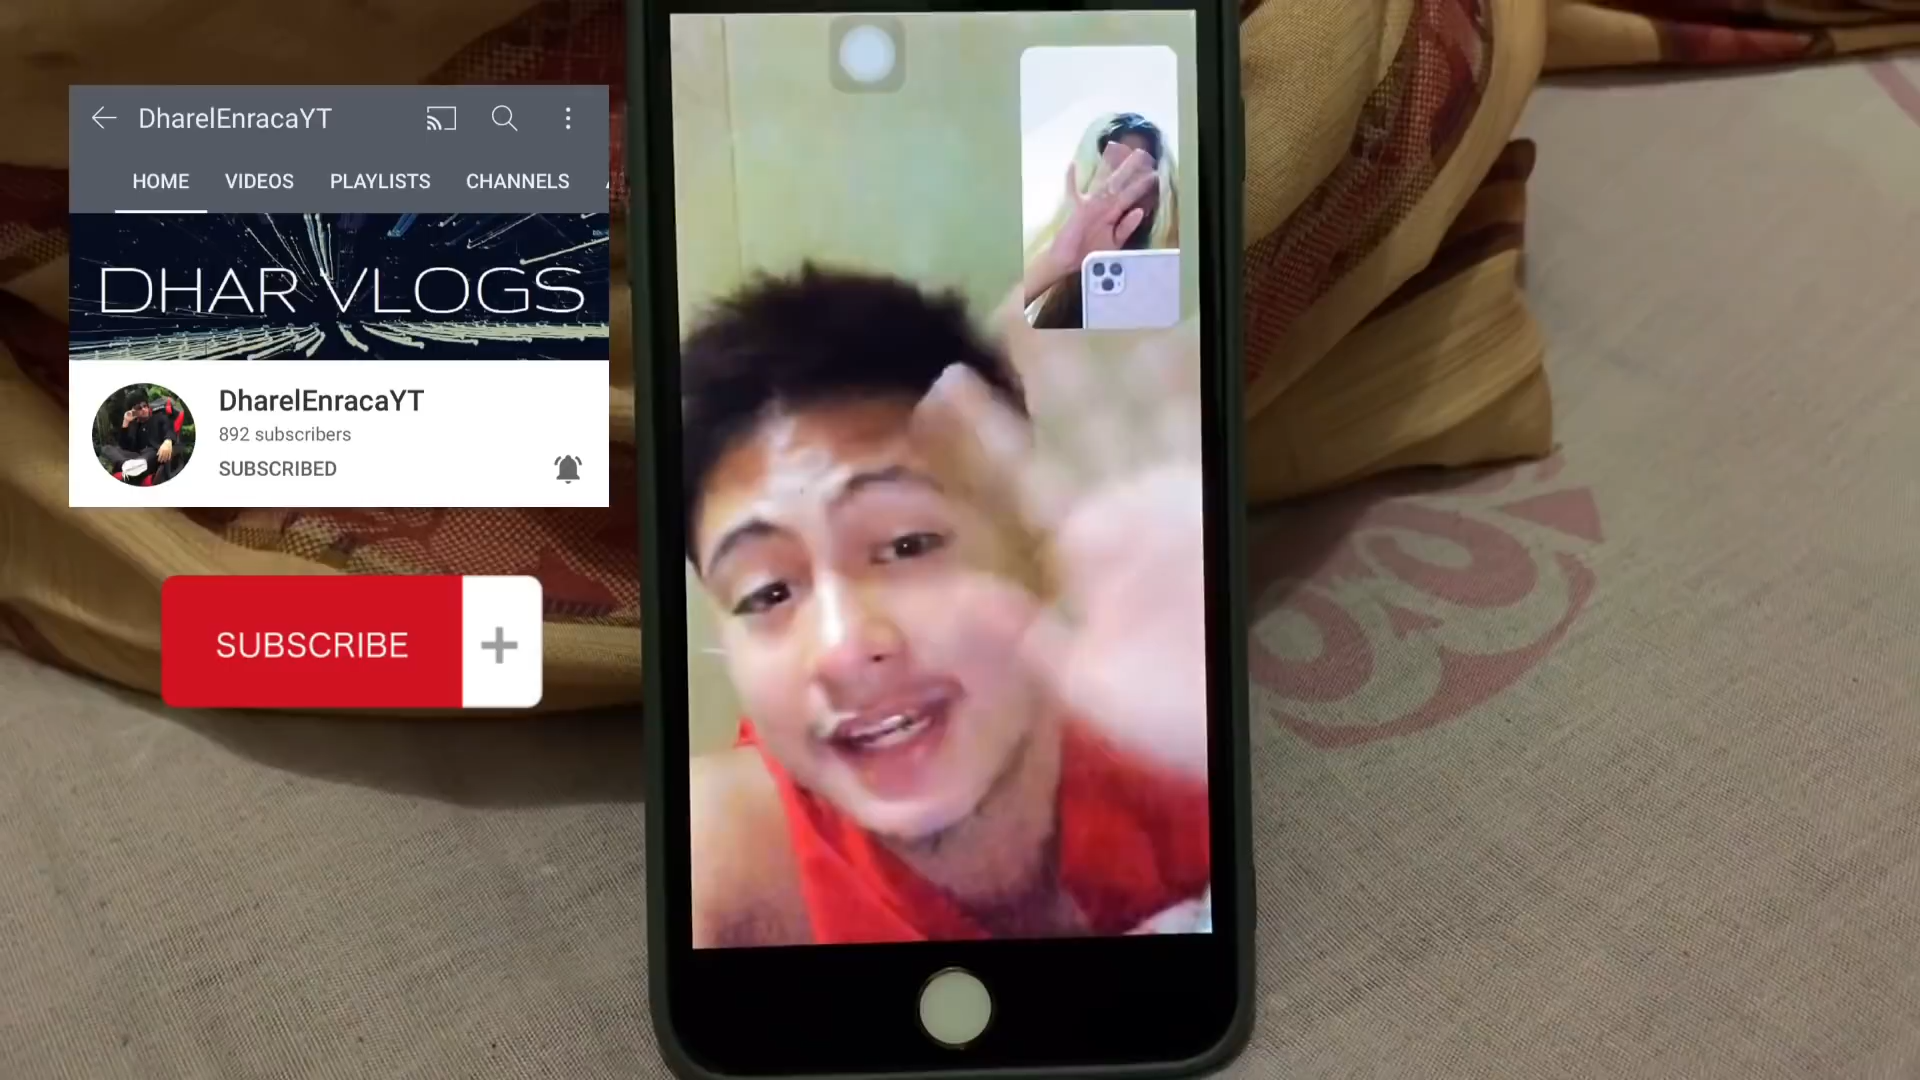 DharelEnracaYT
HOME VIDEOS PLAYLISTS CHANNELS
DHAR VLOGS
DharelEnracaYT
892 subscribers
SUBSCRIBED
SUBSCRIBE